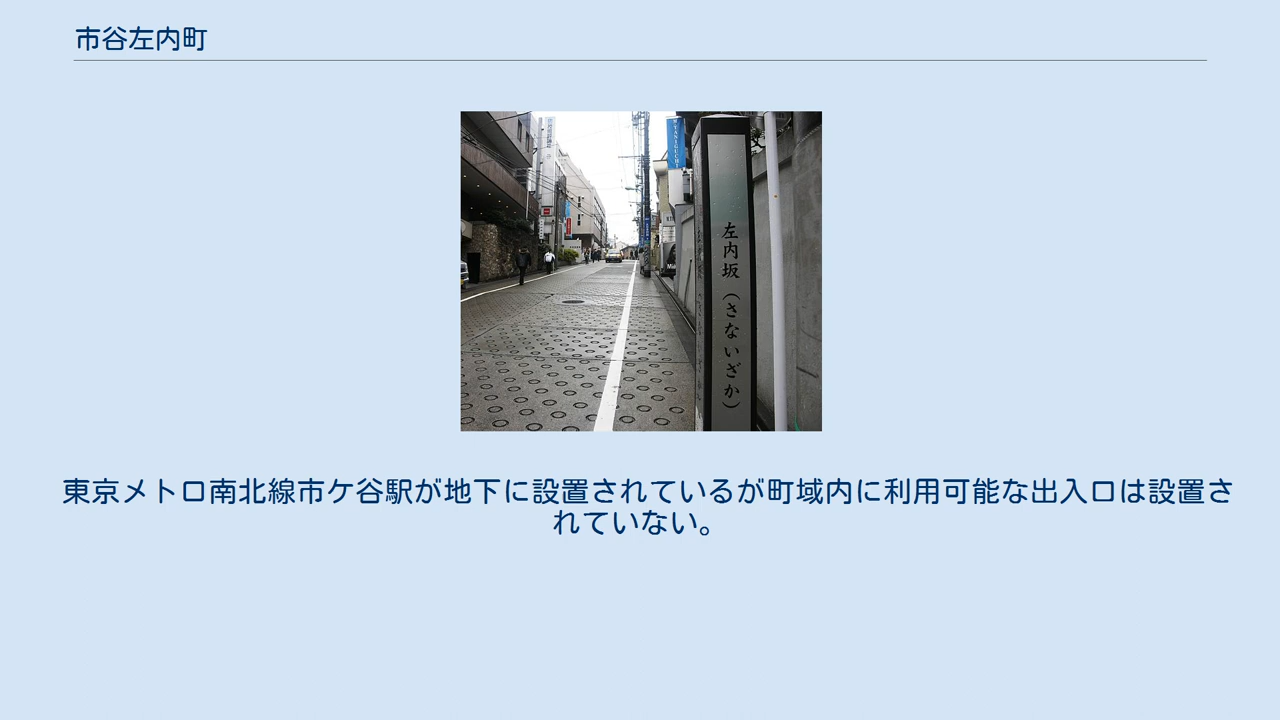 市谷左内町
TANIGUCHI
左内坂（さないざか）
東京メトロ南北線市ケ谷駅が地下に設置されているが町域内に利用可能な出入口は設置さ
れていない。